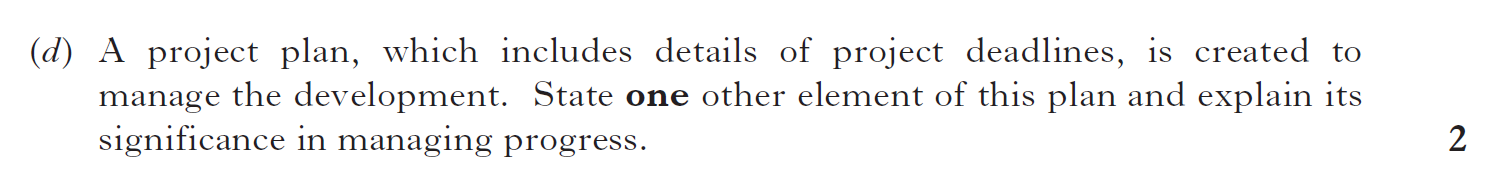 (d) A project plan, which includes details of project deadlines, is created to
manage the development. State one other element of this plan and explain its
significance in managing progress. 2